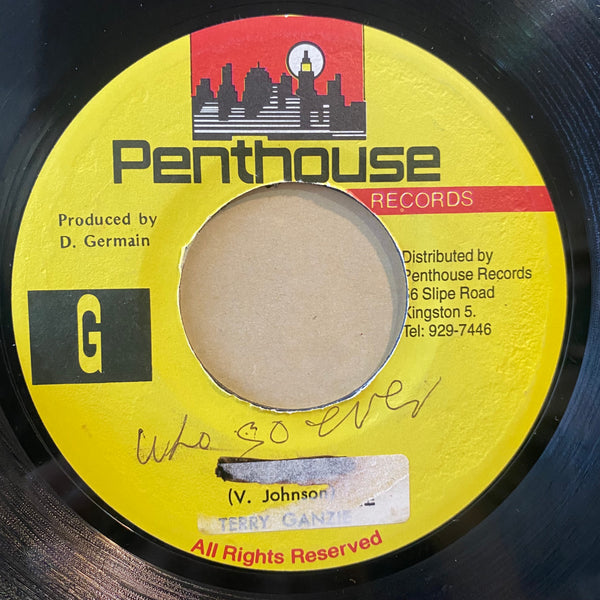 Penthouse
RECORDS
Produced by
D. Germain
Distributed by
Penthouse Records
56 Slipe Road
Kingston 5.
Tel: 929-7446
G
who so ever
(V. Johnson)
TERRY GANZIE
All Rights Reserved